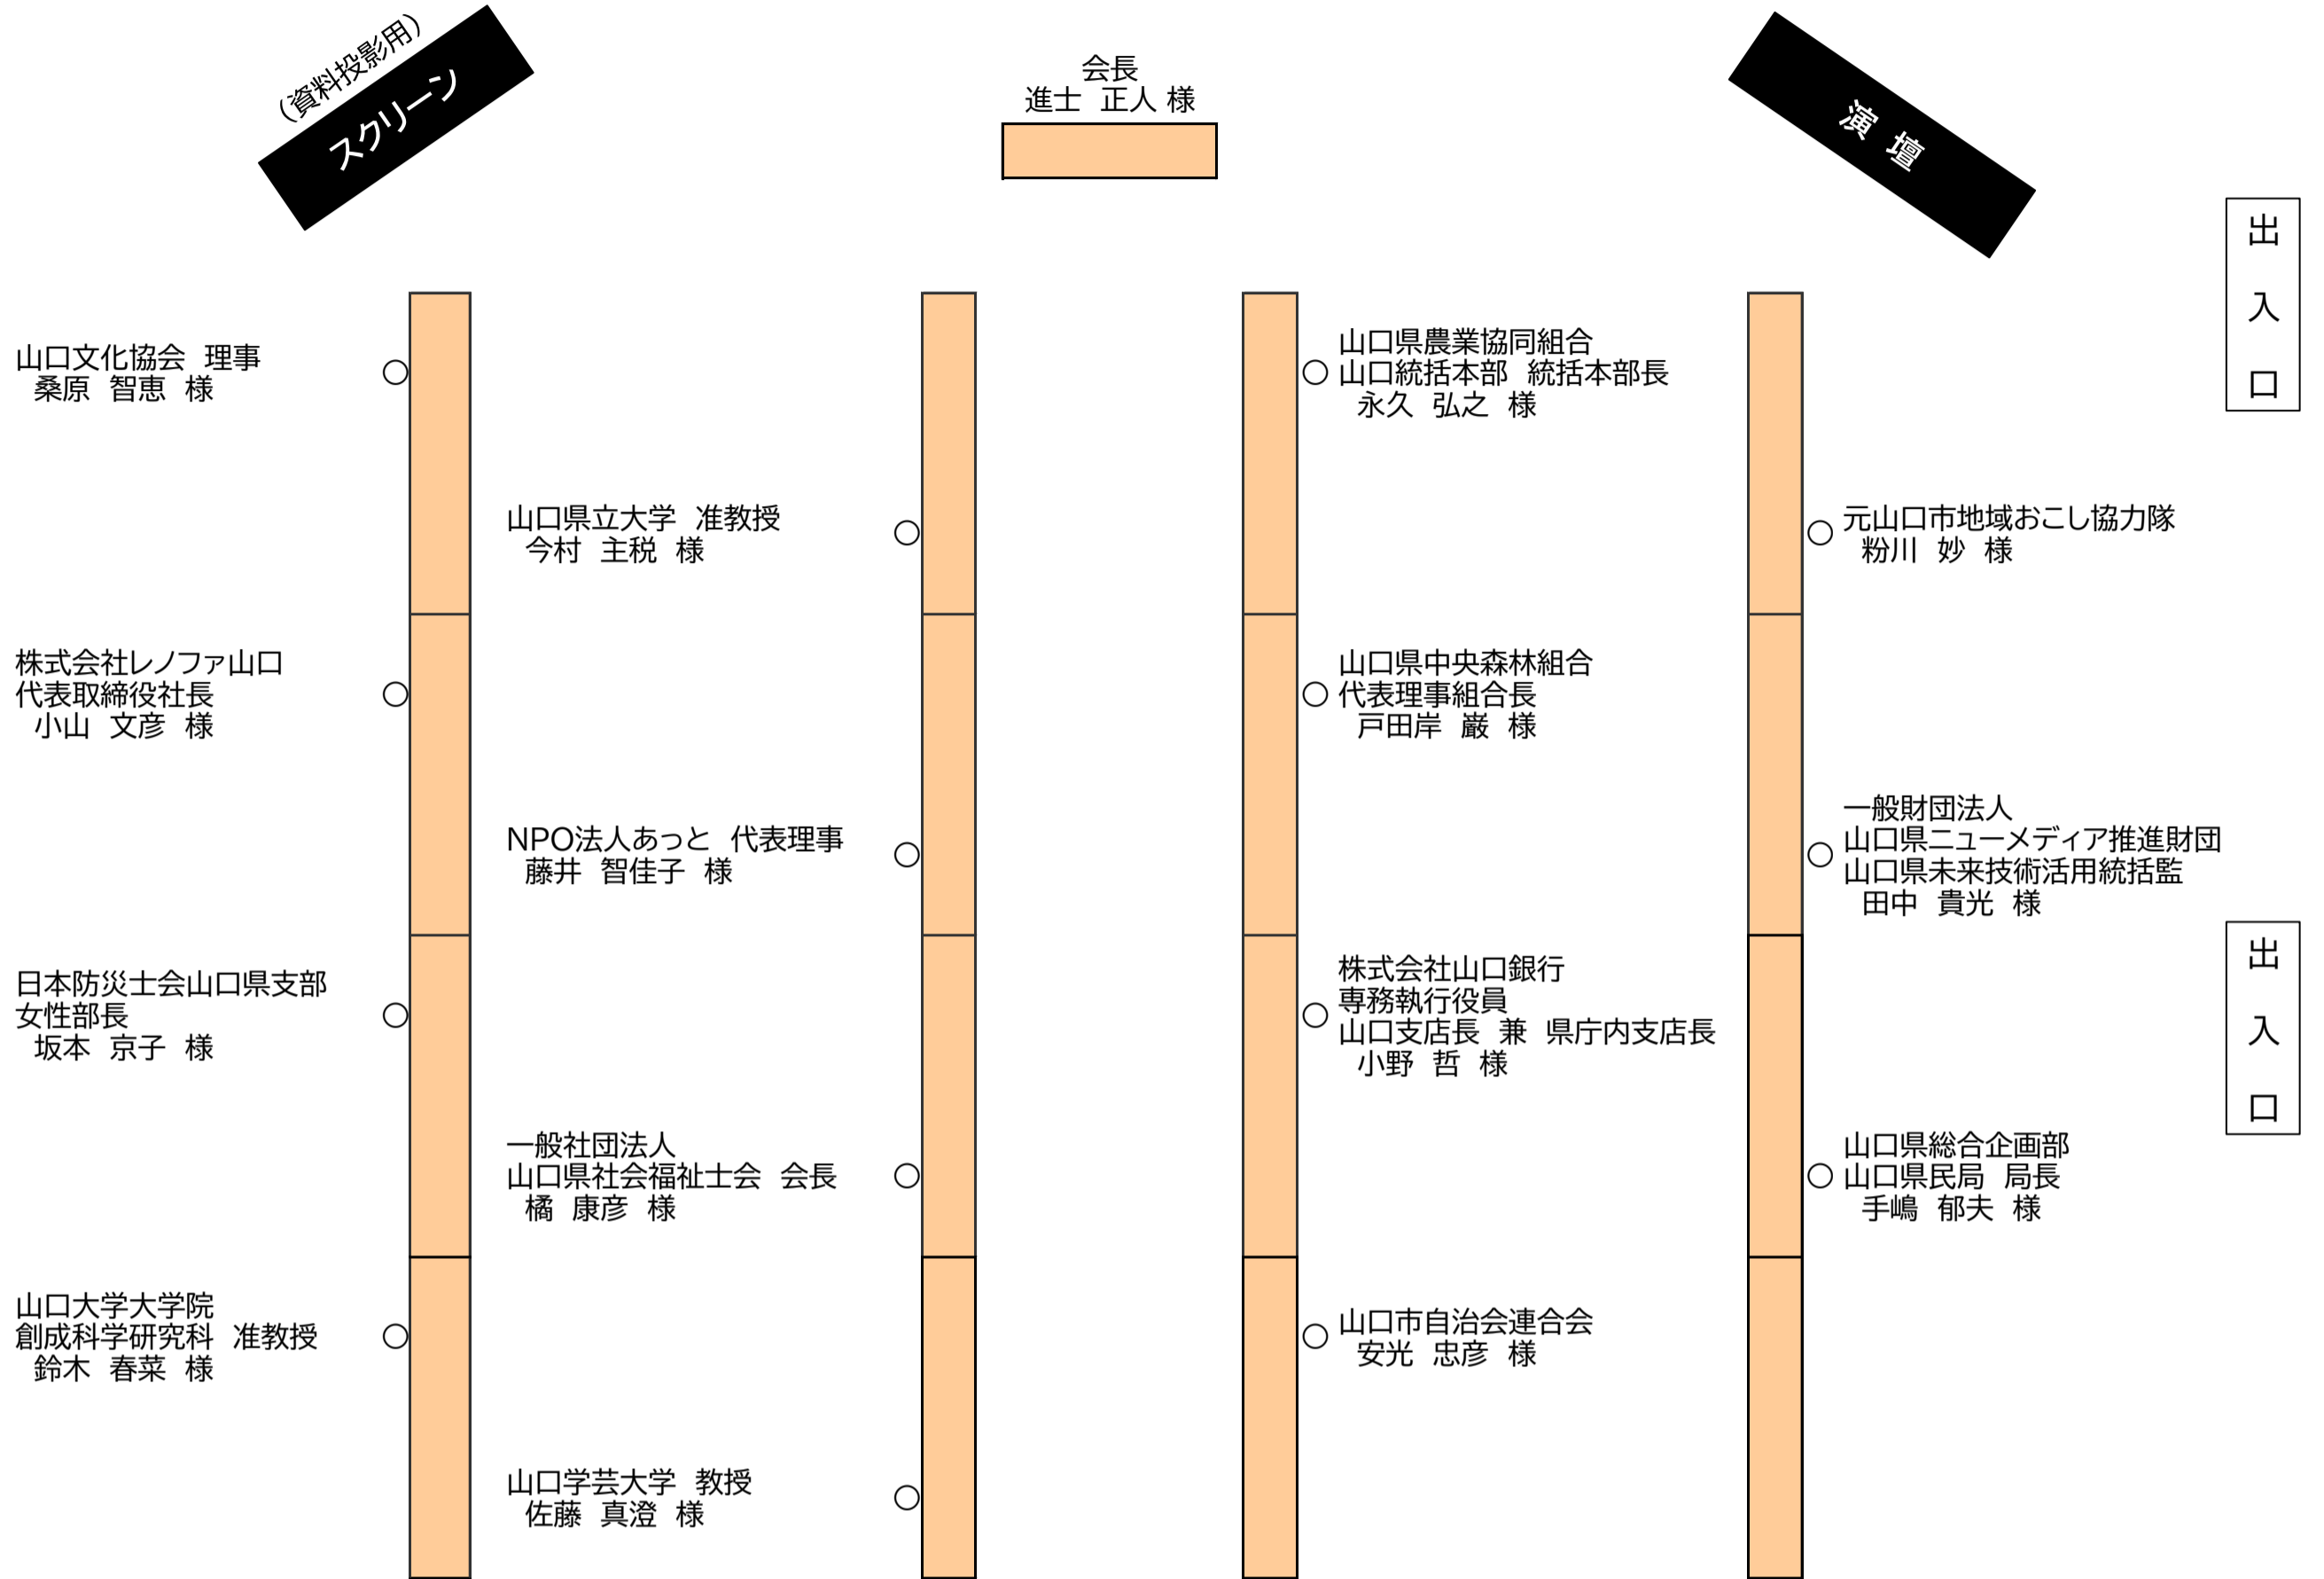 （資料投影用）
スクリーン
会長
進士　正人 様
演 壇
出入口
山口文化協会　理事
桑原　智恵　様
山口県農業協同組合
山口統括本部　統括本部長
永久　弘之　様
山口県立大学　准教授
今村　主税　様
元山口市地域おこし協力隊
粉川　妙　様
株式会社レノファ山口
代表取締役社長
小山　文彦　様
山口県中央森林組合
代表理事組合長
戸田岸　巌　様
NPO法人あっと　代表理事
藤井　智佳子　様
一般財団法人
山口県ニューメディア推進財団
山口県未来技術活用統括監
田中　貴光　様
日本防災士会山口県支部
女性部長
坂本　京子　様
株式会社山口銀行
専務執行役員
山口支店長　兼　県庁内支店長
小野　哲　様
出入口
一般社団法人
山口県社会福祉士会　会長
橘　康彦　様
山口県総合企画部
山口県民局　局長
手嶋　郁夫　様
山口大学大学院
創成科学研究科　准教授
鈴木　春菜　様
山口市自治会連合会
安光　忠彦　様
山口学芸大学　教授
佐藤　真澄　様